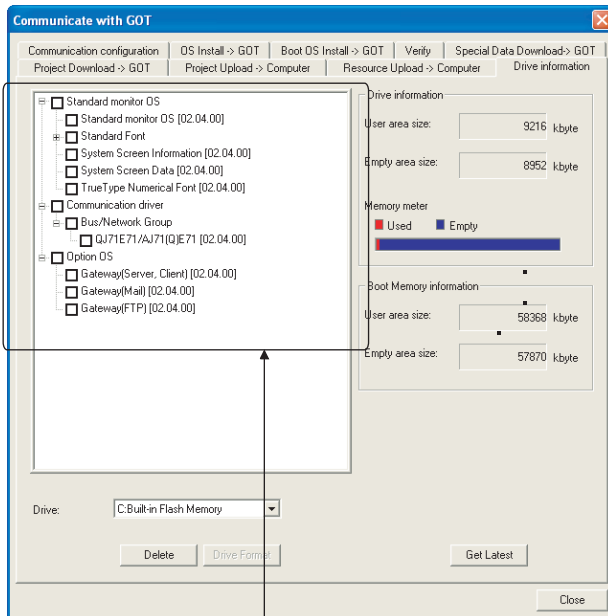 Communicate with GOT
Communication configuration OS Install -> GOT Boot OS Install -> GOT Verify Special Data Download-> GOT
Project Download -> GOT Project Upload -> Computer Resource Upload -> Computer Drive information
Standard monitor OS
Standard monitor OS [02.04.00]
Standard Font
System Screen Information [02.04.00]
System Screen Data [02.04.00]
TrueType Numerical Font [02.04.00]
Communication driver
Bus/Network Group
QJ71E71/AJ71(Q)E71 [02.04.00]
Option OS
Gateway(Server, Client) [02.04.00]
Gateway(Mail) [02.04.00]
Gateway(FTP) [02.04.00]
Drive information
User area size: 9216 kbyte
Empty area size: 8952 kbyte
Memory meter
Used Empty
Boot Memory information
User area size: 58368 kbyte
Empty area size: 57870 kbyte
Drive: C:Built-in Flash Memory
Delete Drive Format Get Latest
Close